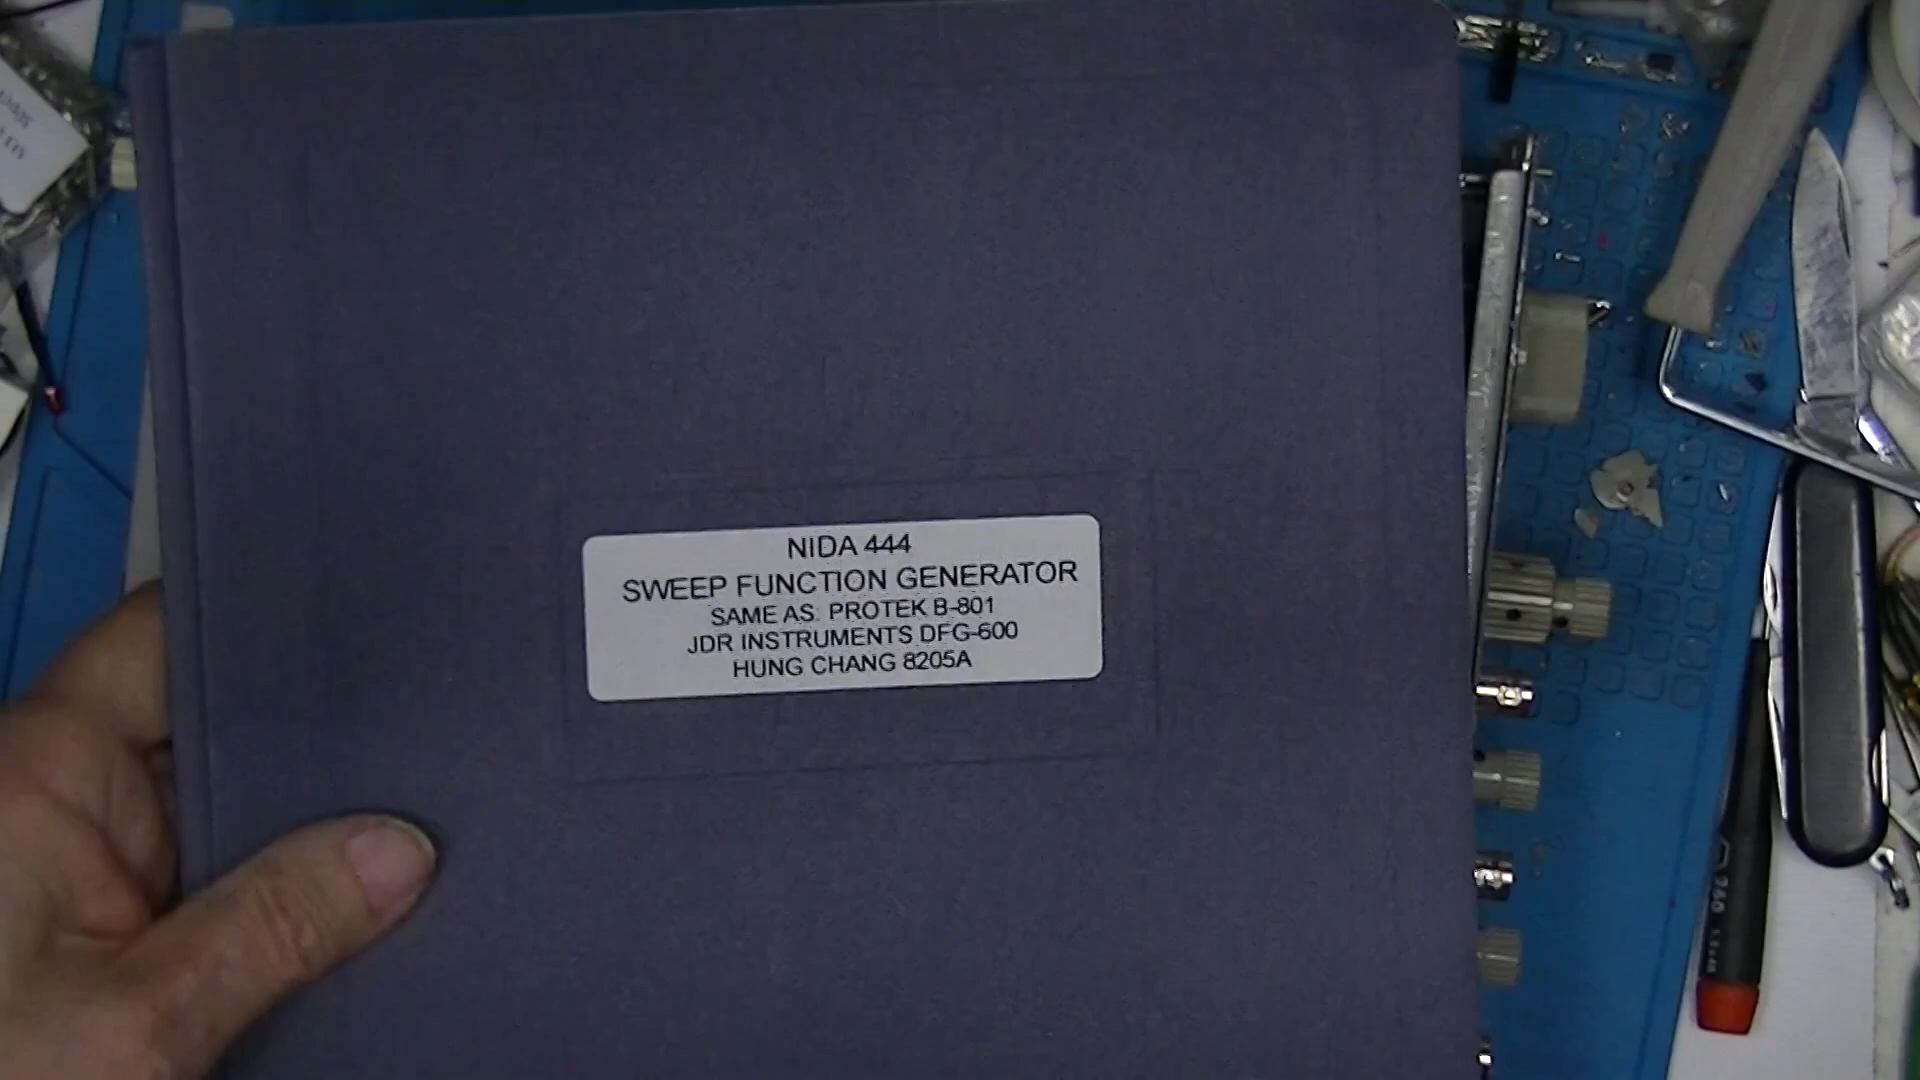 NIDA 444
SWEEP FUNCTION GENERATOR
SAME AS: PROTEK B-801
JDR INSTRUMENTS DFG-600
HUNG CHANG 8205A